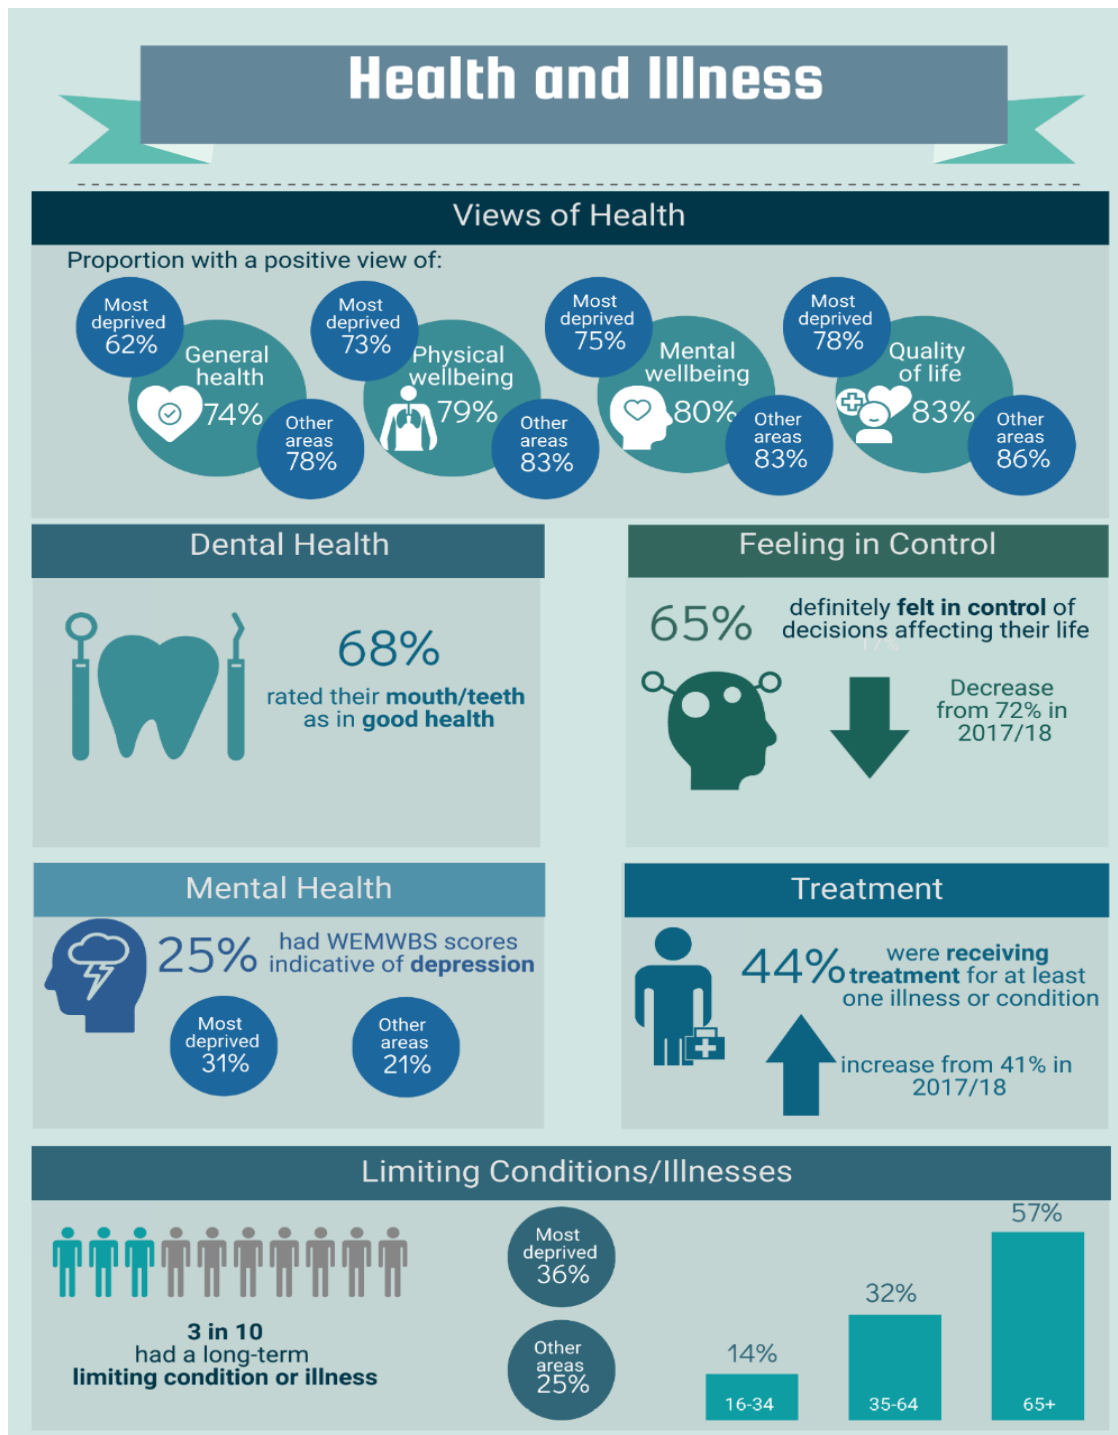 Health and Illness
Views of Health
Proportion with a positive view of:
Most
deprived
62%
General
health
74%
Other
areas
78%
Most
deprived
73%
Physical
wellbeing
79%
Other
areas
83%
Most
deprived
75%
Mental
wellbeing
80%
Other
areas
83%
Most
deprived
78%
Quality
of life
83%
Other
areas
86%
Dental Health
68%
rated their mouth/teeth
as in good health
Feeling in Control
65%
definitely felt in control of
decisions affecting their life
Decrease
from 72% in
2017/18
Mental Health
25%
had WEMWBS scores
indicative of depression
Most
deprived
31%
Other
areas
21%
Treatment
44%
were receiving
treatment for at least
one illness or condition
increase from 41% in
2017/18
Limiting Conditions/Illnesses
3 in 10
had a long-term
limiting condition or illness
Most
deprived
36%
Other
areas
25%
14%
16-34
32%
35-64
57%
65+